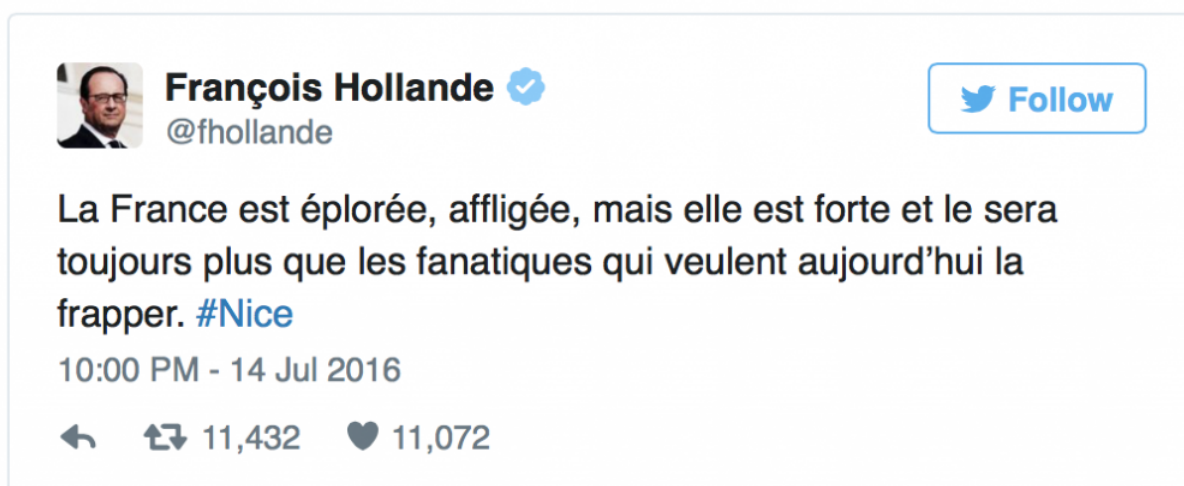 François Hollande
@fhollande
Follow
La France est éplorée, affligée, mais elle est forte et le sera
toujours plus que les fanatiques qui veulent aujourd’hui la
frapper. #Nice
10:00 PM - 14 Jul 2016
11,432 11,072